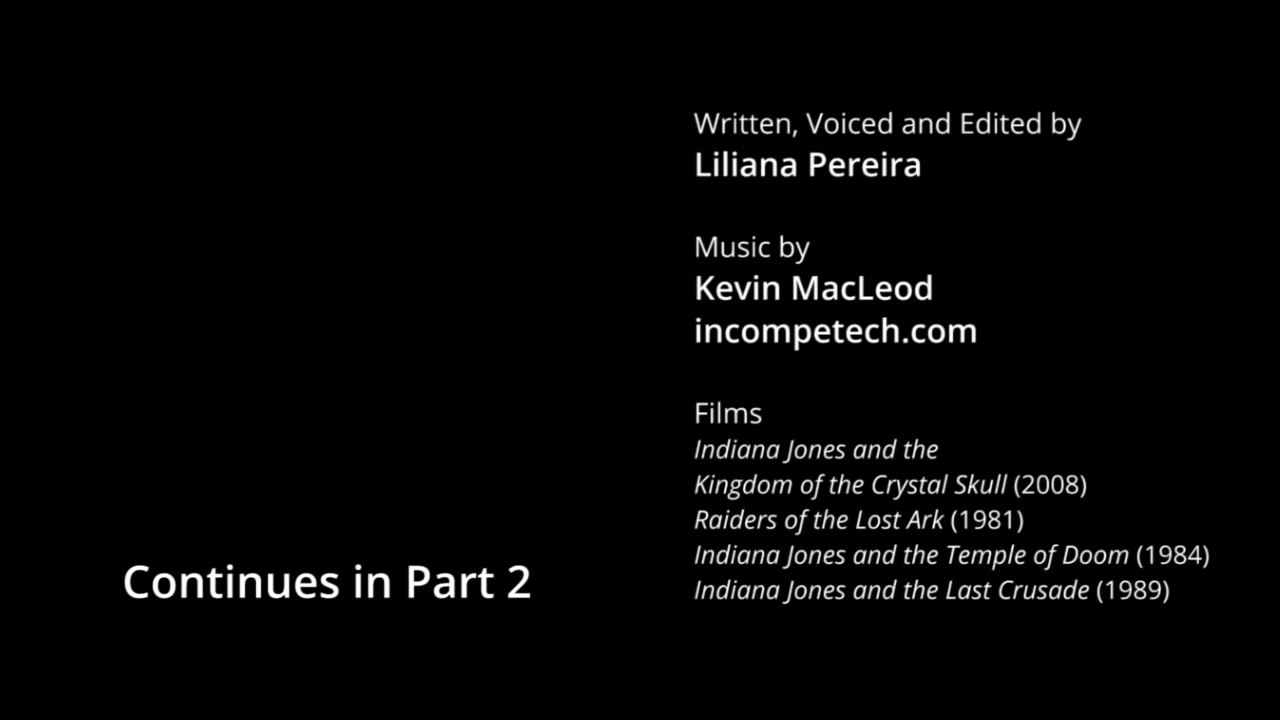 Written, Voiced and Edited by
Liliana Pereira
Music by
Kevin MacLeod
incompetech.com
Films
Indiana Jones and the
Kingdom of the Crystal Skull (2008)
Raiders of the Lost Ark (1981)
Indiana Jones and the Temple of Doom (1984)
Indiana Jones and the Last Crusade (1989)
Continues in Part 2